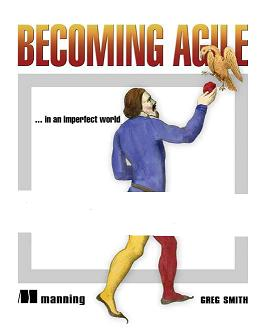 BECOMING AGILE
... in an imperfect world
manning
GREG SMITH